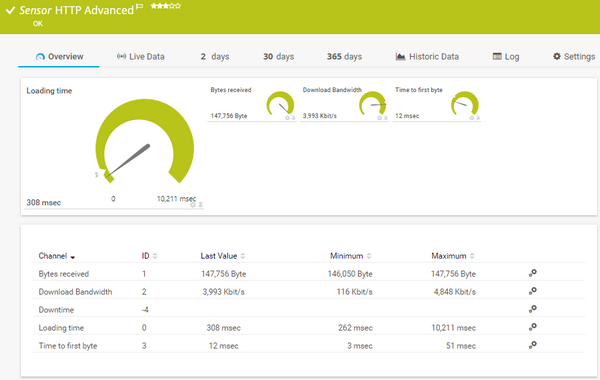 Sensor HTTP Advanced
OK
Overview Live Data 2 days 30 days 365 days Historic Data Log Settings
Loading time
308 msec
0 10,211 msec
Bytes received
147,756 Byte
Download Bandwidth
3,993 Kbit/s
Time to first byte
12 msec
Channel ID Last Value Minimum Maximum
Bytes received 1 147,756 Byte 146,050 Byte 147,756 Byte
Download Bandwidth 2 3,993 Kbit/s 116 Kbit/s 4,848 Kbit/s
Downtime -4
Loading time 0 308 msec 262 msec 10,211 msec
Time to first byte 3 12 msec 3 msec 51 msec